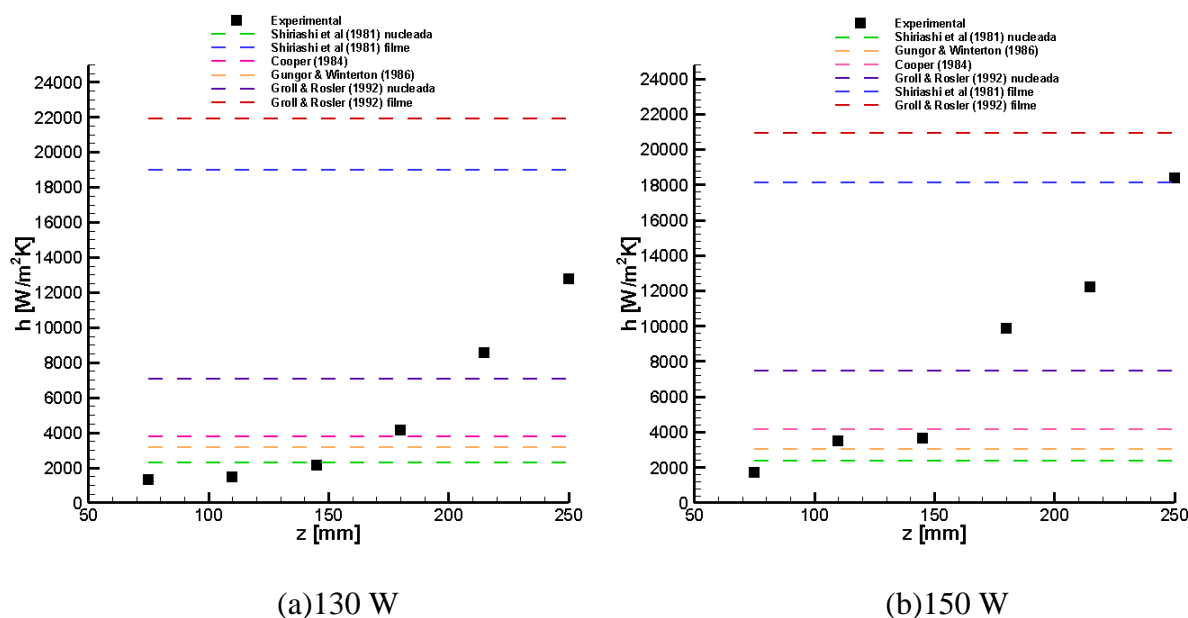 Experimental
Shiriashi et al (1981) nucleada
Shiriashi et al (1981) filme
Cooper (1984)
Gungor & Winterton (1986)
Groll & Rosler (1992) nucleada
Groll & Rosler (1992) filme
24000
22000
20000
18000
16000
14000
12000
10000
8000
6000
4000
2000
0
h [W/m²K]
50
100
150
200
250
z [mm]
(a)130 W
Experimental
Shiriashi et al (1981) nucleada
Gungor & Winterton (1986)
Cooper (1984)
Groll & Rosler (1992) nucleada
Shiriashi et al (1981) filme
Groll & Rosler (1992) filme
24000
22000
20000
18000
16000
14000
12000
10000
8000
6000
4000
2000
0
h [W/m²K]
50
100
150
200
250
z [mm]
(b)150 W